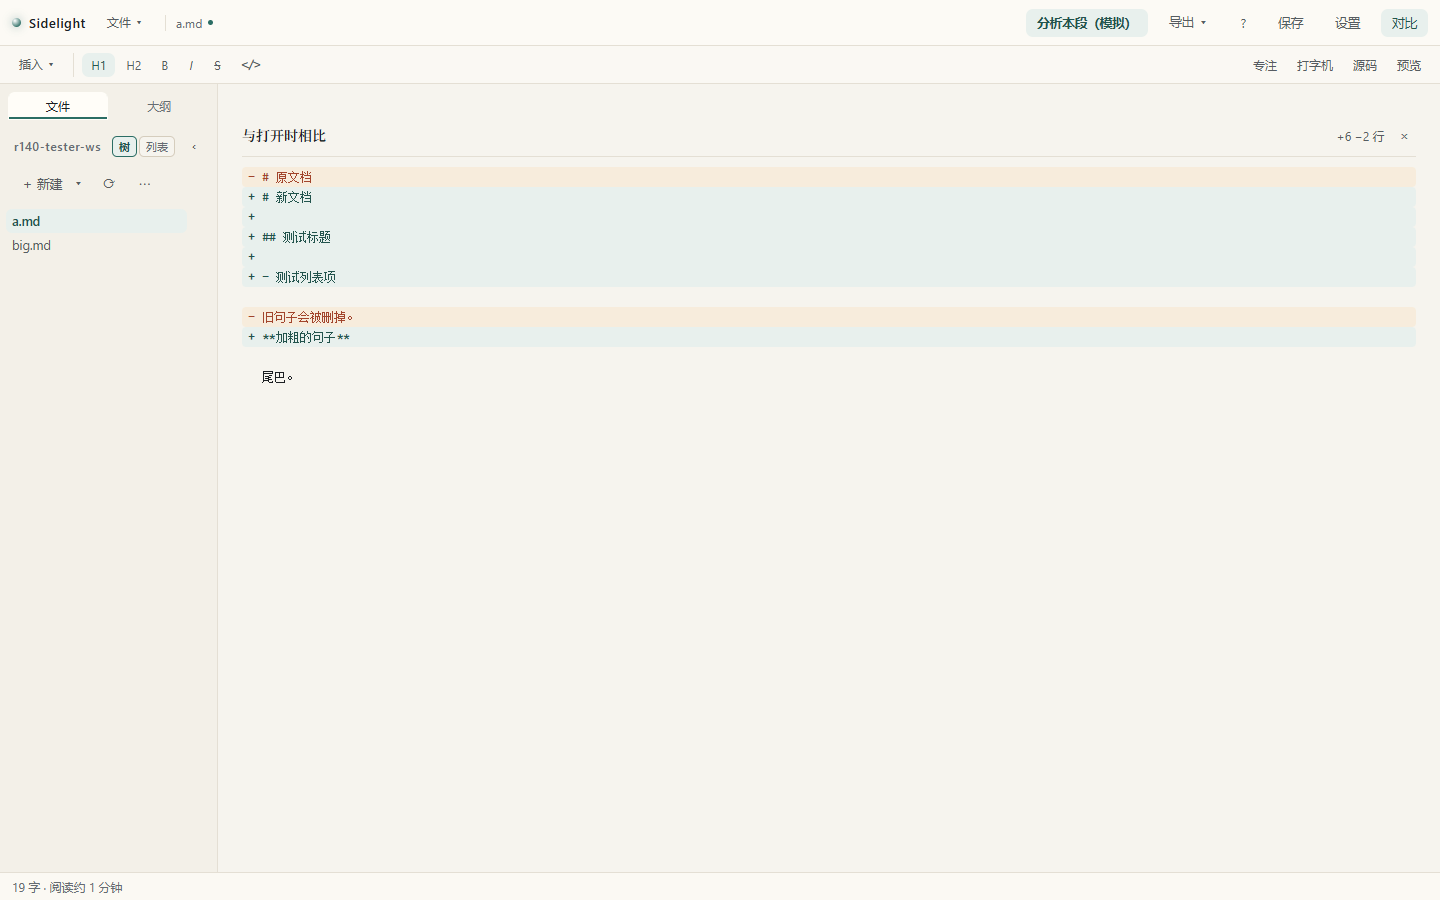 Sidelight 文件 ▾ a.md ● 分析本段（模拟） 导出 ▾ ? 保存 设置 对比
插入 ▾ H1 H2 B I S </> 专注 打字机 源码 预览
文件 大纲
r140-tester-ws 树 列表 ‹
+ 新建 ▾ ⟳ ···
a.md
big.md
与打开时相比 +6 −2 行 ×
− # 原文档
+ # 新文档
+
+ ## 测试标题
+
+ - 测试列表项
− 旧句子会被删掉。
+ **加粗的句子**
尾巴。
19 字 · 阅读约 1 分钟